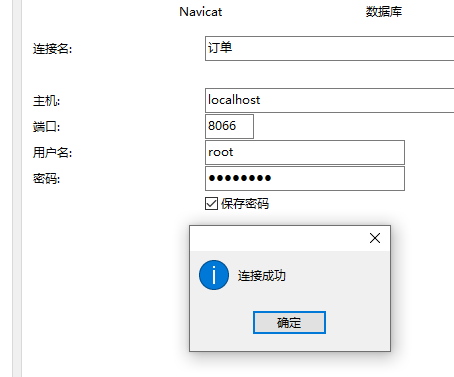 Navicat 数据库
连接名: 订单
主机: localhost
端口: 8066
用户名: root
密码: ●●●●●●●●
保存密码
连接成功
确定